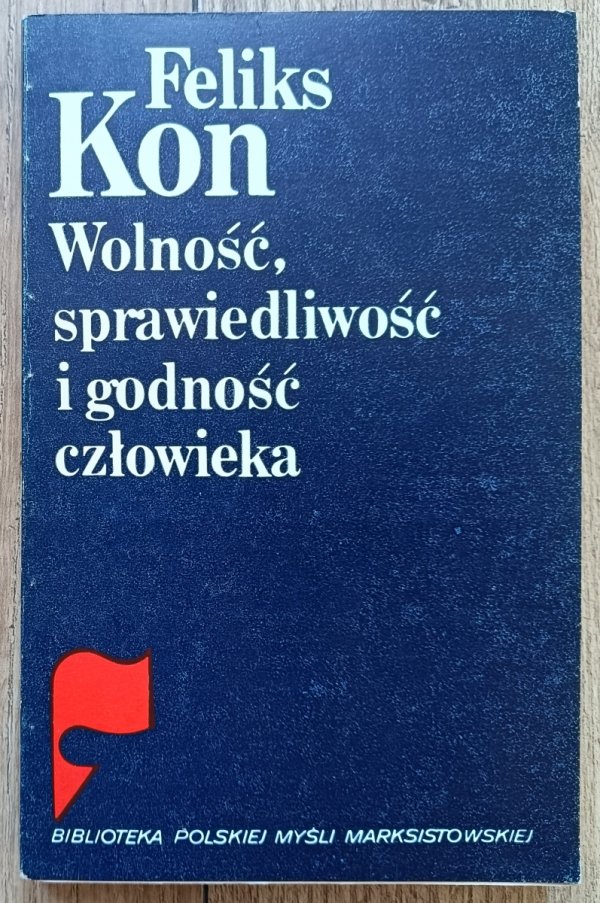 Feliks
Kon
Wolność,
sprawiedliwość
i godność
człowieka
BIBLIOTEKA POLSKIEJ MYŚLI MARKSISTOWSKIEJ